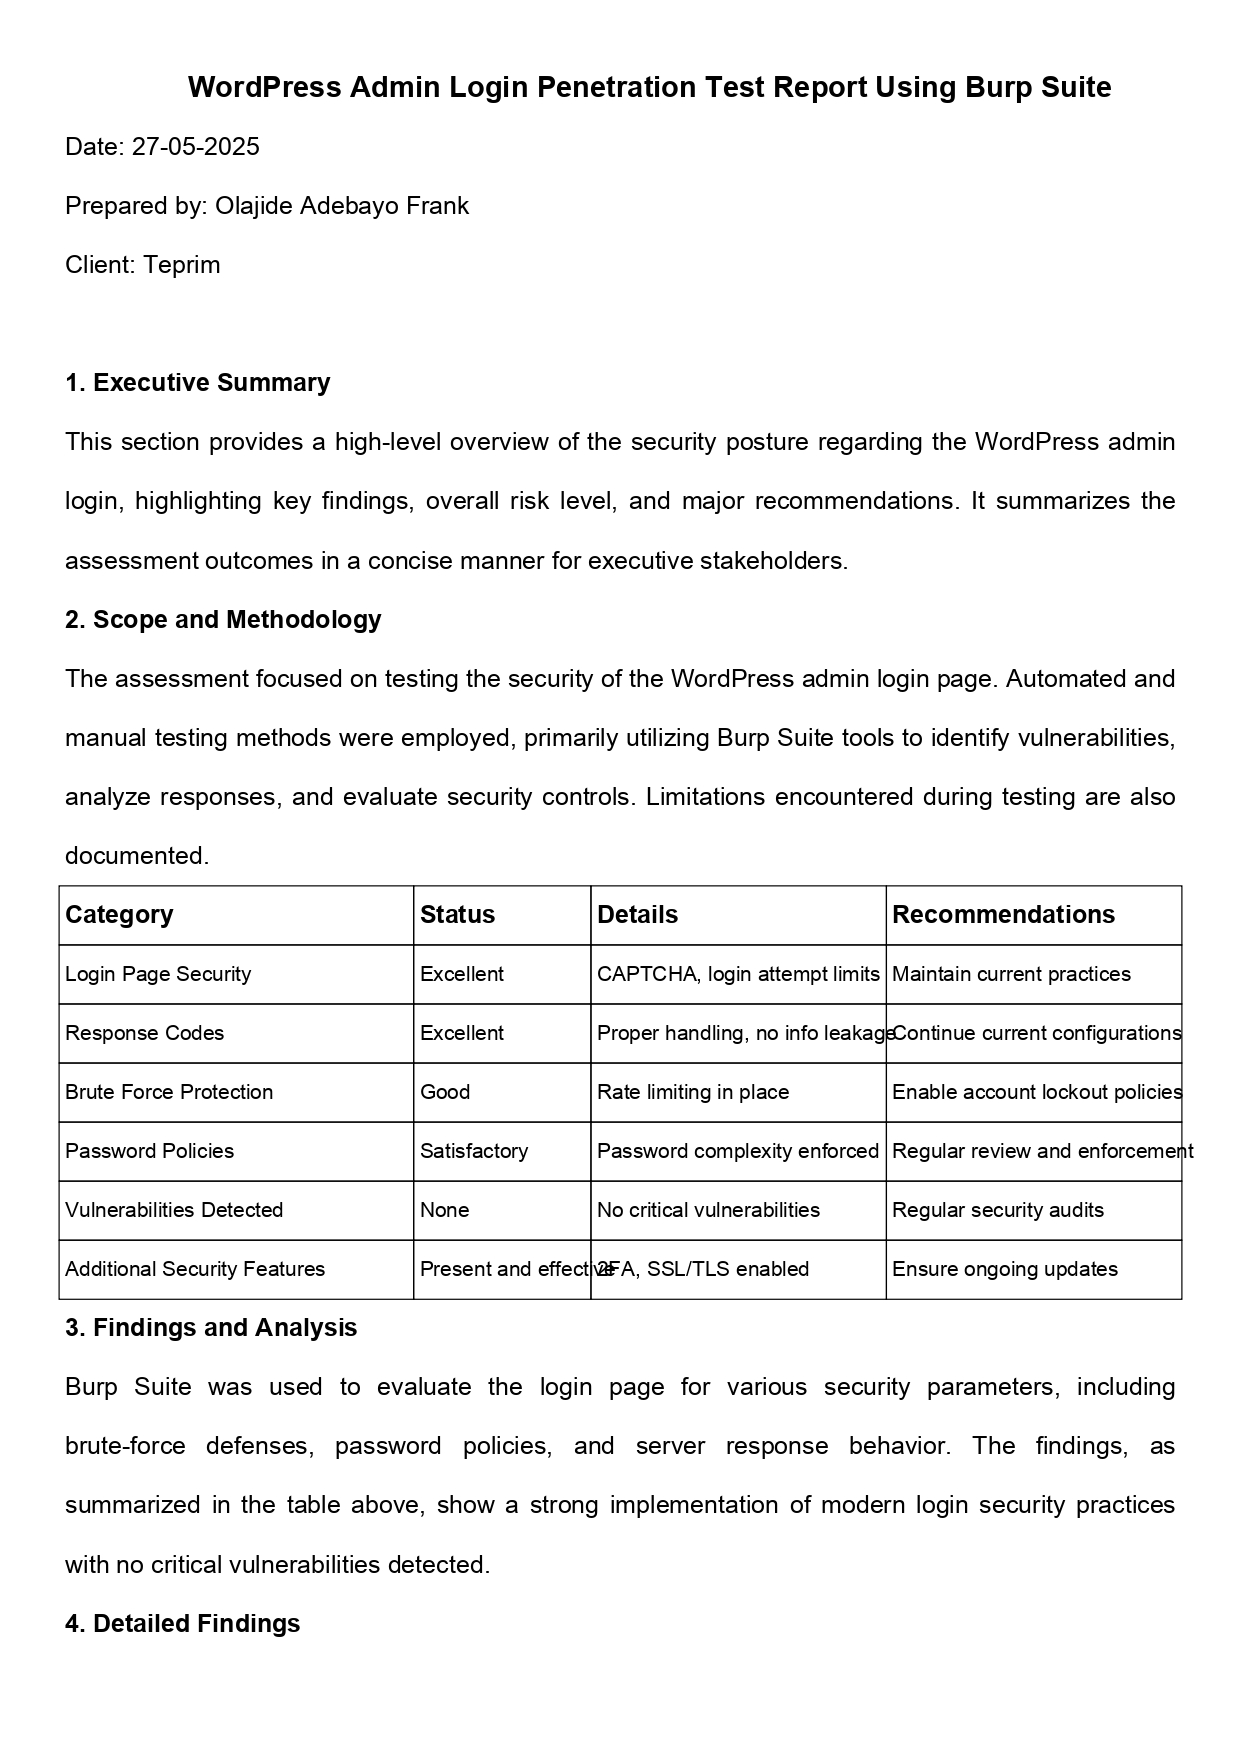 WordPress Admin Login Penetration Test Report Using Burp Suite
Date: 27-05-2025
Prepared by: Olajide Adebayo Frank
Client: Teprim
1. Executive Summary
This section provides a high-level overview of the security posture regarding the WordPress admin
login, highlighting key findings, overall risk level, and major recommendations. It summarizes the
assessment outcomes in a concise manner for executive stakeholders.
2. Scope and Methodology
The assessment focused on testing the security of the WordPress admin login page. Automated and
manual testing methods were employed, primarily utilizing Burp Suite tools to identify vulnerabilities,
analyze responses, and evaluate security controls. Limitations encountered during testing are also
documented.
Category Status Details Recommendations
Login Page Security Excellent CAPTCHA, login attempt limits Maintain current practices
Response Codes Excellent Proper handling, no info leakage Continue current configurations
Brute Force Protection Good Rate limiting in place Enable account lockout policies
Password Policies Satisfactory Password complexity enforced Regular review and enforcement
Vulnerabilities Detected None No critical vulnerabilities Regular security audits
Additional Security Features Present and effective 2FA, SSL/TLS enabled Ensure ongoing updates
3. Findings and Analysis
Burp Suite was used to evaluate the login page for various security parameters, including
brute-force defenses, password policies, and server response behavior. The findings, as
summarized in the table above, show a strong implementation of modern login security practices
with no critical vulnerabilities detected.
4. Detailed Findings